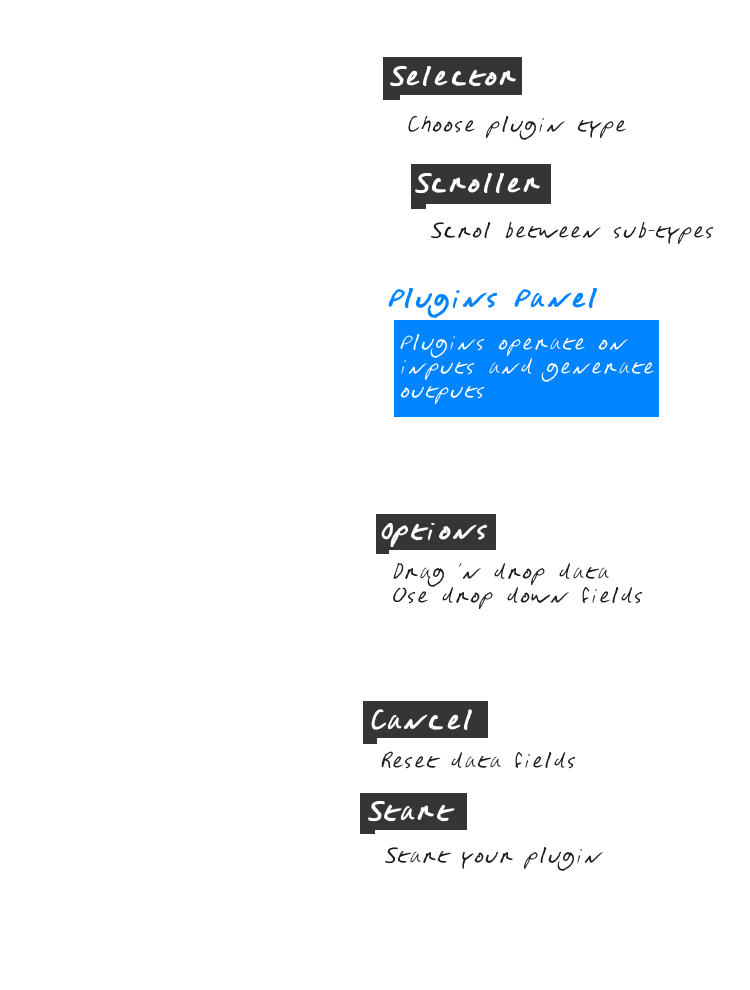 Selector
Choose plugin type
Scroller
Scrol between sub-types
Plugins Panel
Plugins operate on
inputs and generate
outputs
Options
Drag 'n drop data
Use drop down fields
Cancel
Reset data fields
Start
Start your plugin